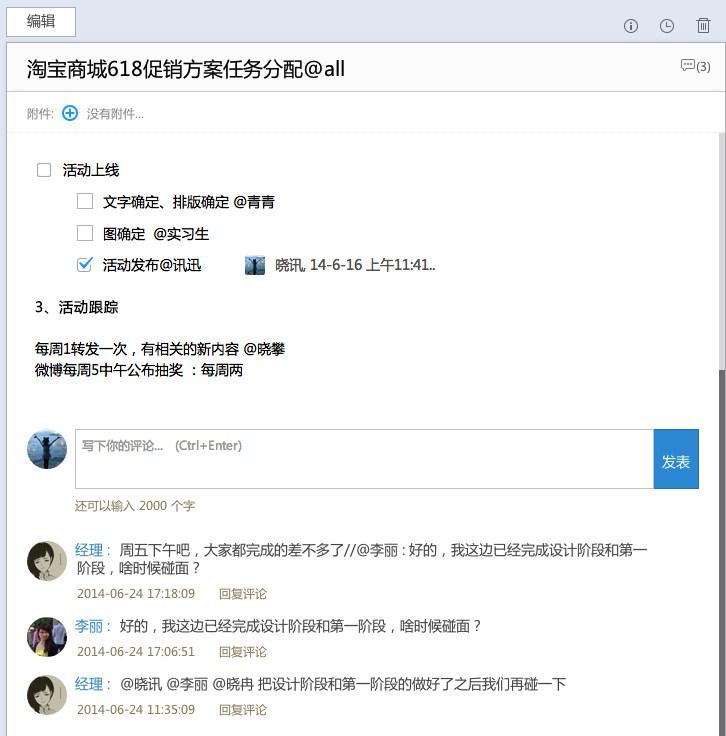 编辑
淘宝商城618促销方案任务分配@all
(3)
附件: 没有附件...
活动上线
文字确定、排版确定 @青青
图确定 @实习生
活动发布@讯迅 晓讯, 14-6-16 上午11:41..
3、活动跟踪
每周1转发一次，有相关的新内容 @晓攀
微博每周5中午公布抽奖 ：每周两
写下你的评论... (Ctrl+Enter)
发表
还可以输入 2000 个字
经理： 周五下午吧，大家都完成的差不多了//@李丽 : 好的，我这边已经完成设计阶段和第一
阶段，啥时候碰面？
2014-06-24 17:18:09 回复评论
李丽： 好的，我这边已经完成设计阶段和第一阶段，啥时候碰面？
2014-06-24 17:06:51 回复评论
经理： @晓讯 @李丽 @晓冉 把设计阶段和第一阶段的做好了之后我们再碰一下
2014-06-24 11:35:09 回复评论